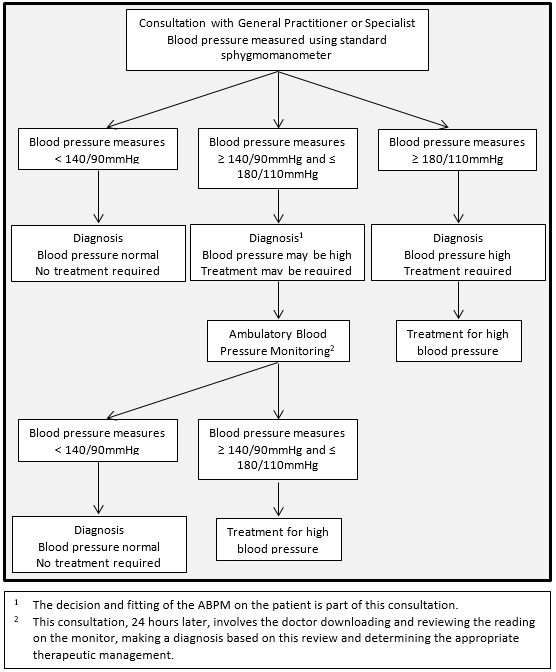 Consultation with General Practitioner or Specialist
Blood pressure measured using standard
sphygmomanometer
Blood pressure measures
< 140/90mmHg
Blood pressure measures
≥ 140/90mmHg and ≤
180/110mmHg
Blood pressure measures
≥ 180/110mmHg
Diagnosis
Blood pressure normal
No treatment required
Diagnosis¹
Blood pressure may be high
Treatment may be required
Diagnosis
Blood pressure high
Treatment required
Ambulatory Blood
Pressure Monitoring²
Treatment for high
blood pressure
Blood pressure measures
< 140/90mmHg
Blood pressure measures
≥ 140/90mmHg and ≤
180/110mmHg
Diagnosis
Blood pressure normal
No treatment required
Treatment for high
blood pressure
¹ The decision and fitting of the ABPM on the patient is part of this consultation.
² This consultation, 24 hours later, involves the doctor downloading and reviewing the reading
on the monitor, making a diagnosis based on this review and determining the appropriate
therapeutic management.